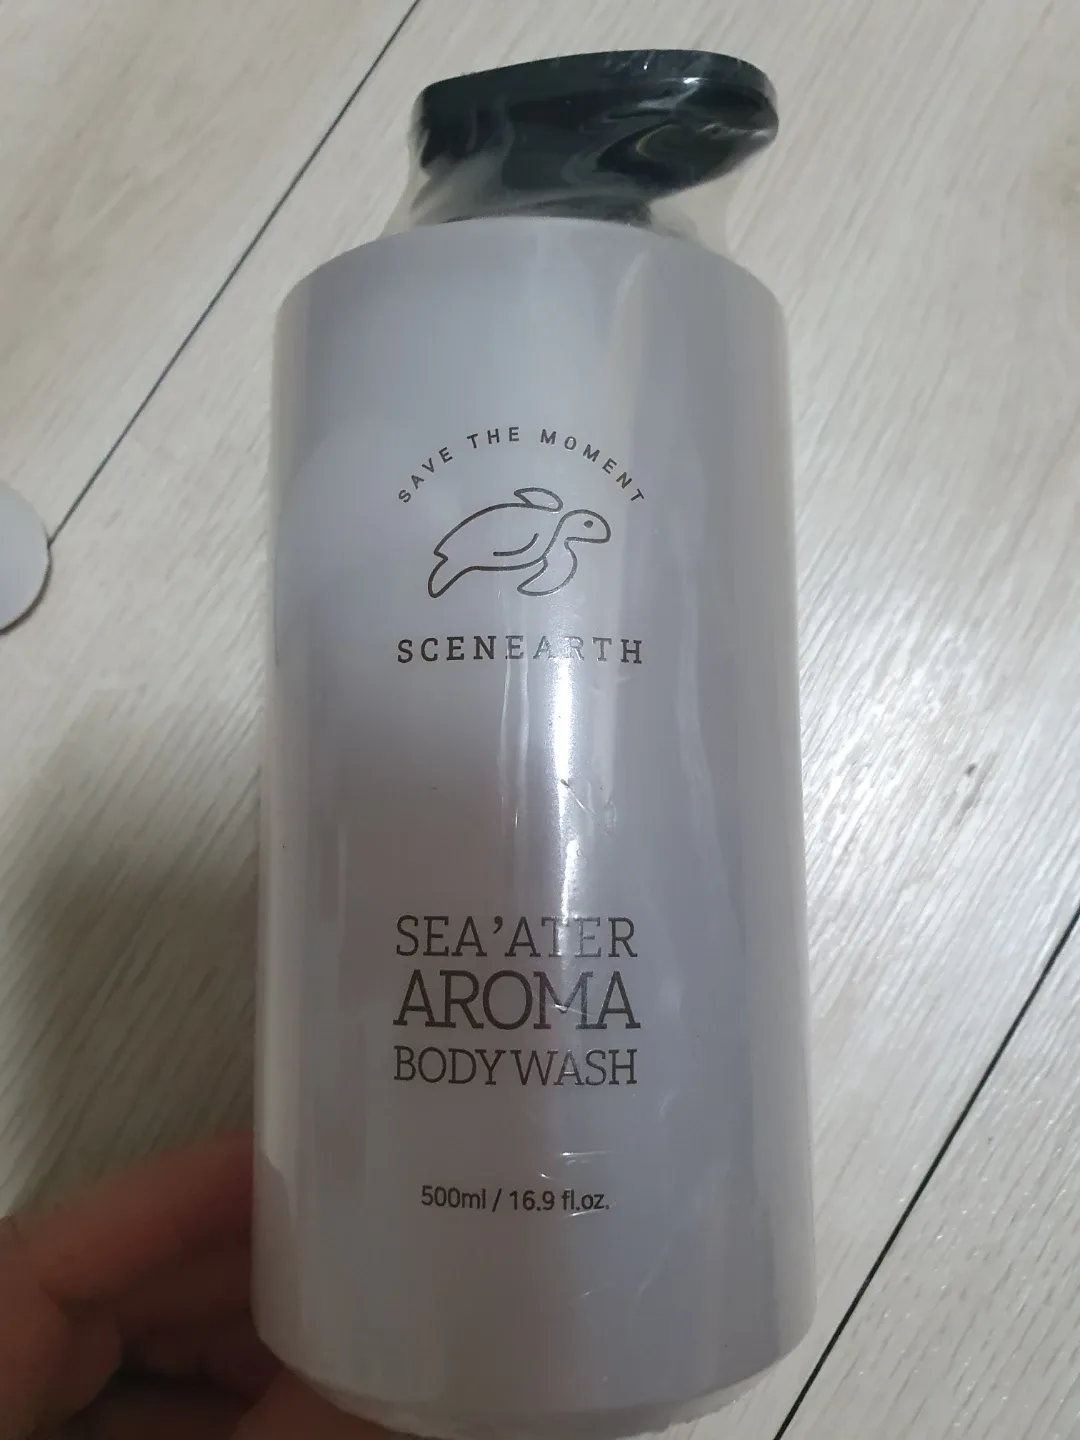 SAVE THE MOMENT
SCENEARTH
SEA'ATER
AROMA
BODY WASH
500ml / 16.9 fl.oz.